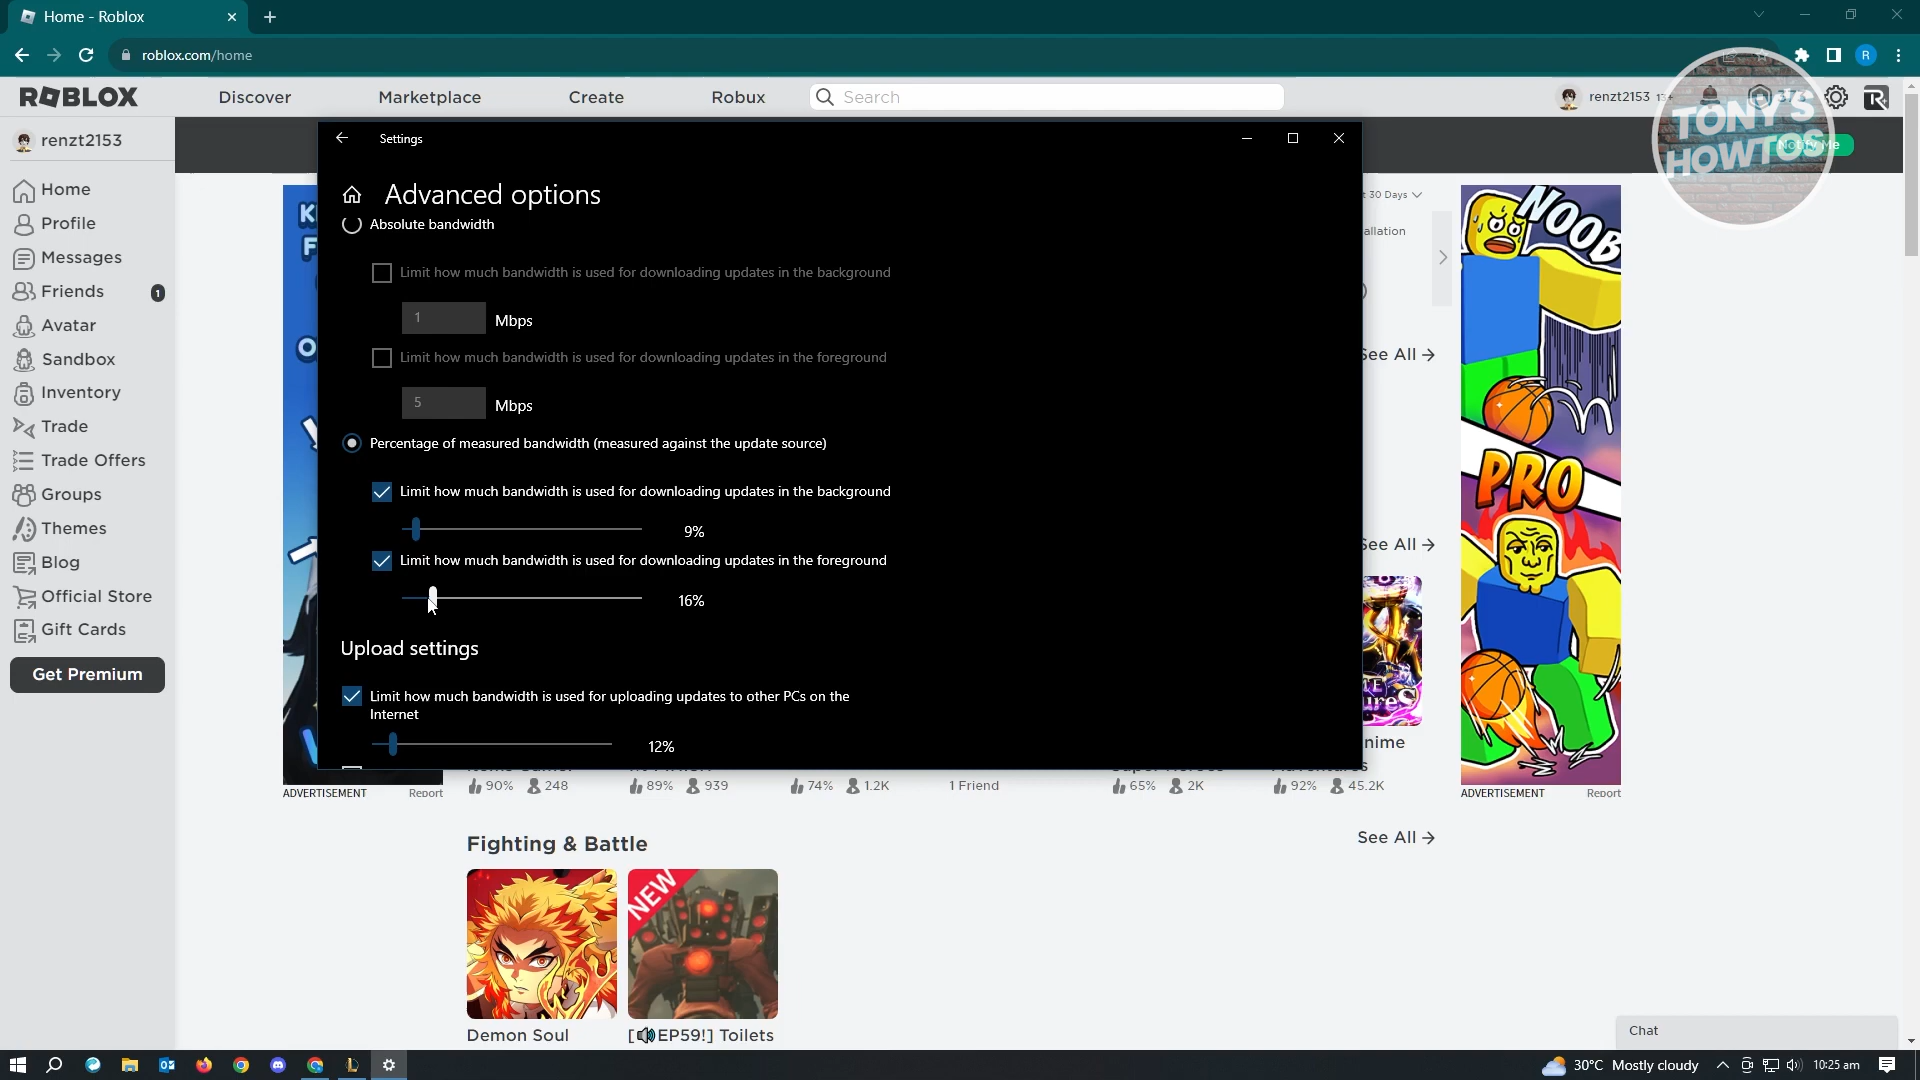 Home - Roblox
roblox.com/home
R
ROBLOX
Discover
Marketplace
Create
Robux
Search
renzt2153
TONY'S
HOWTOS
Notify Me
renzt2153
Home
Profile
Messages
Friends
1
Avatar
Sandbox
Inventory
Trade
Trade Offers
Groups
Themes
Blog
Official Store
Gift Cards
Get Premium
Settings
Advanced options
Absolute bandwidth
Limit how much bandwidth is used for downloading updates in the background
1
Mbps
Limit how much bandwidth is used for downloading updates in the foreground
5
Mbps
Percentage of measured bandwidth (measured against the update source)
Limit how much bandwidth is used for downloading updates in the background
9%
Limit how much bandwidth is used for downloading updates in the foreground
16%
Upload settings
Limit how much bandwidth is used for uploading updates to other PCs on the
Internet
12%
30 Days
See All →
See All →
NOOB
PRO
90% 248
89% 939
74% 1.2K
1 Friend
65% 2K
92% 45.2K
ADVERTISEMENT
Report
ADVERTISEMENT
Report
Fighting & Battle
See All →
NEW
Demon Soul
[🔊EP59!] Toilets
Chat
30°C Mostly cloudy
10:25 am